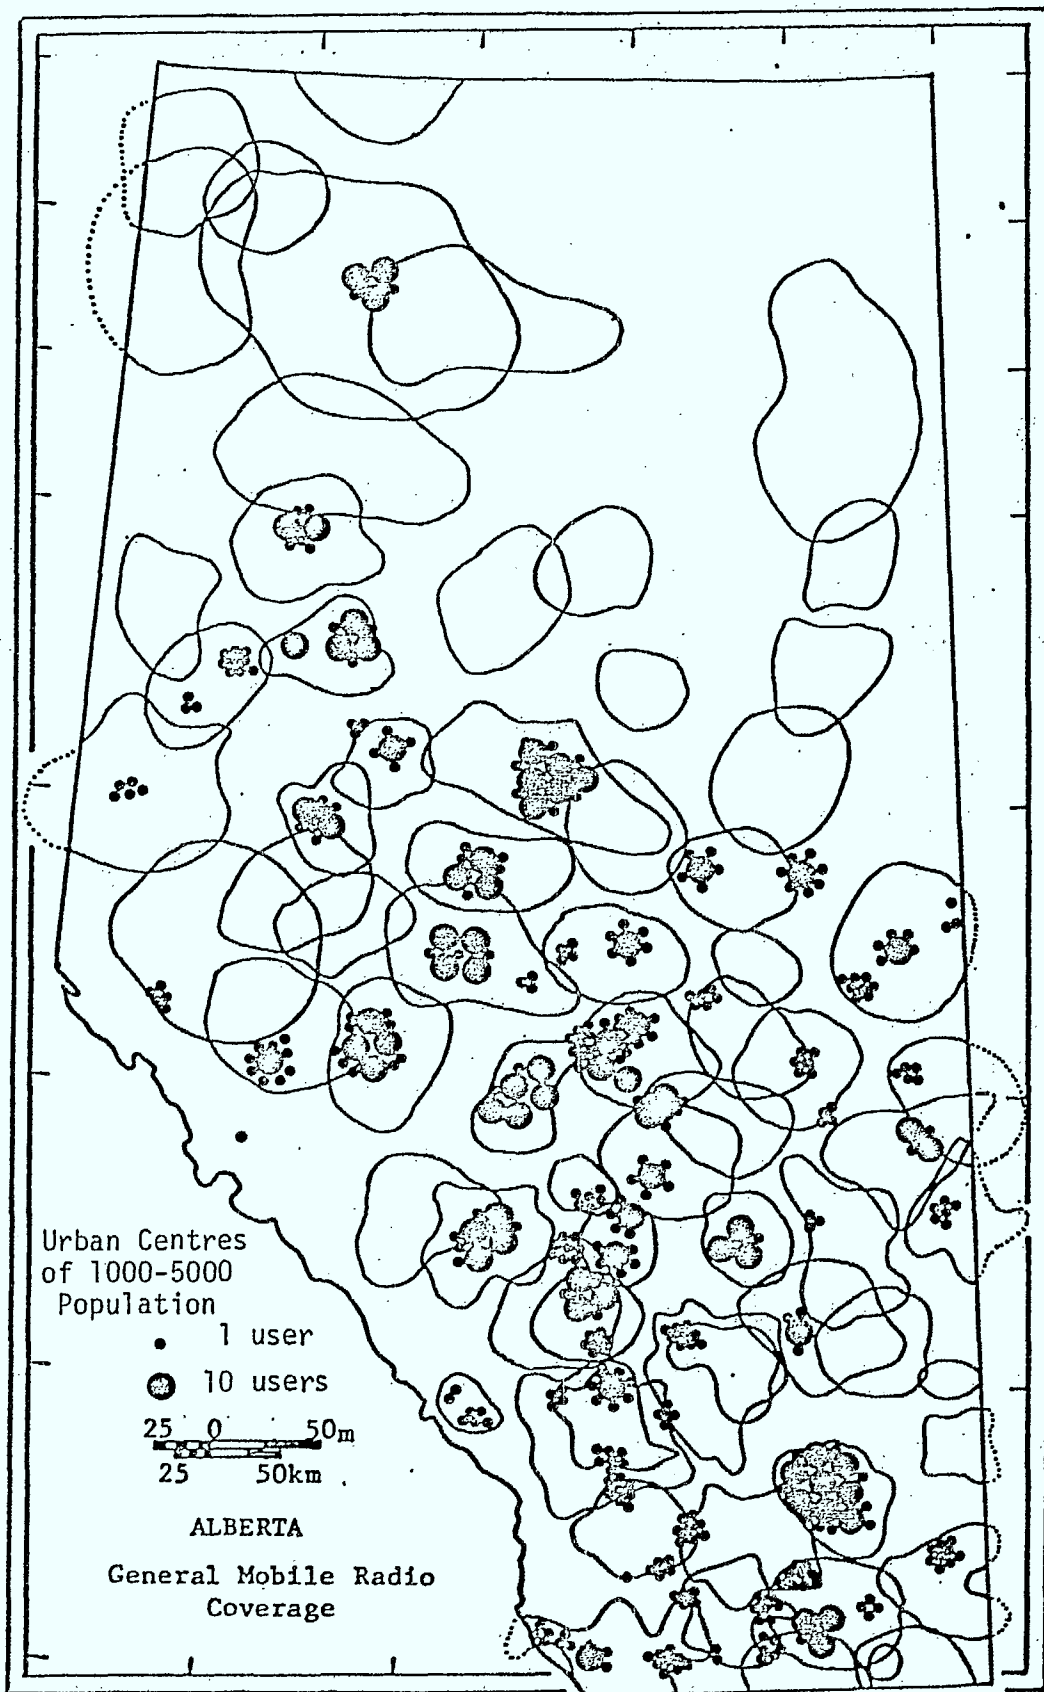 Urban Centres
of 1000-5000
Population
1 user
10 users
25 0 50m
25 50km
ALBERTA
General Mobile Radio
Coverage